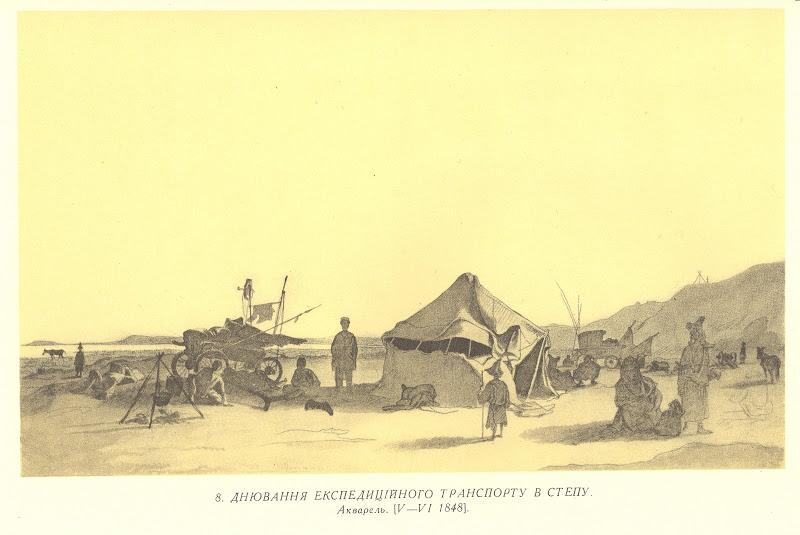 8. ДНЮВАННЯ ЕКСПЕДИЦІЙНОГО ТРАНСПОРТУ В СТЕПУ.
Акварель. [V—VI 1848].